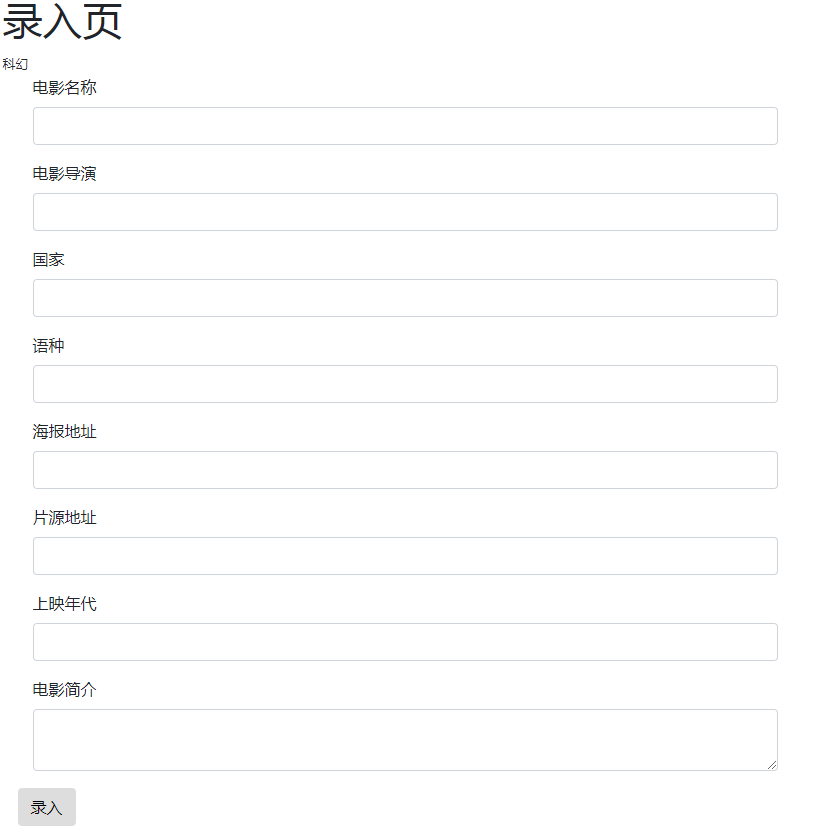 录入页
科幻
电影名称
电影导演
国家
语种
海报地址
片源地址
上映年代
电影简介
录入